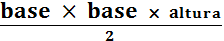 base × base × altura
2